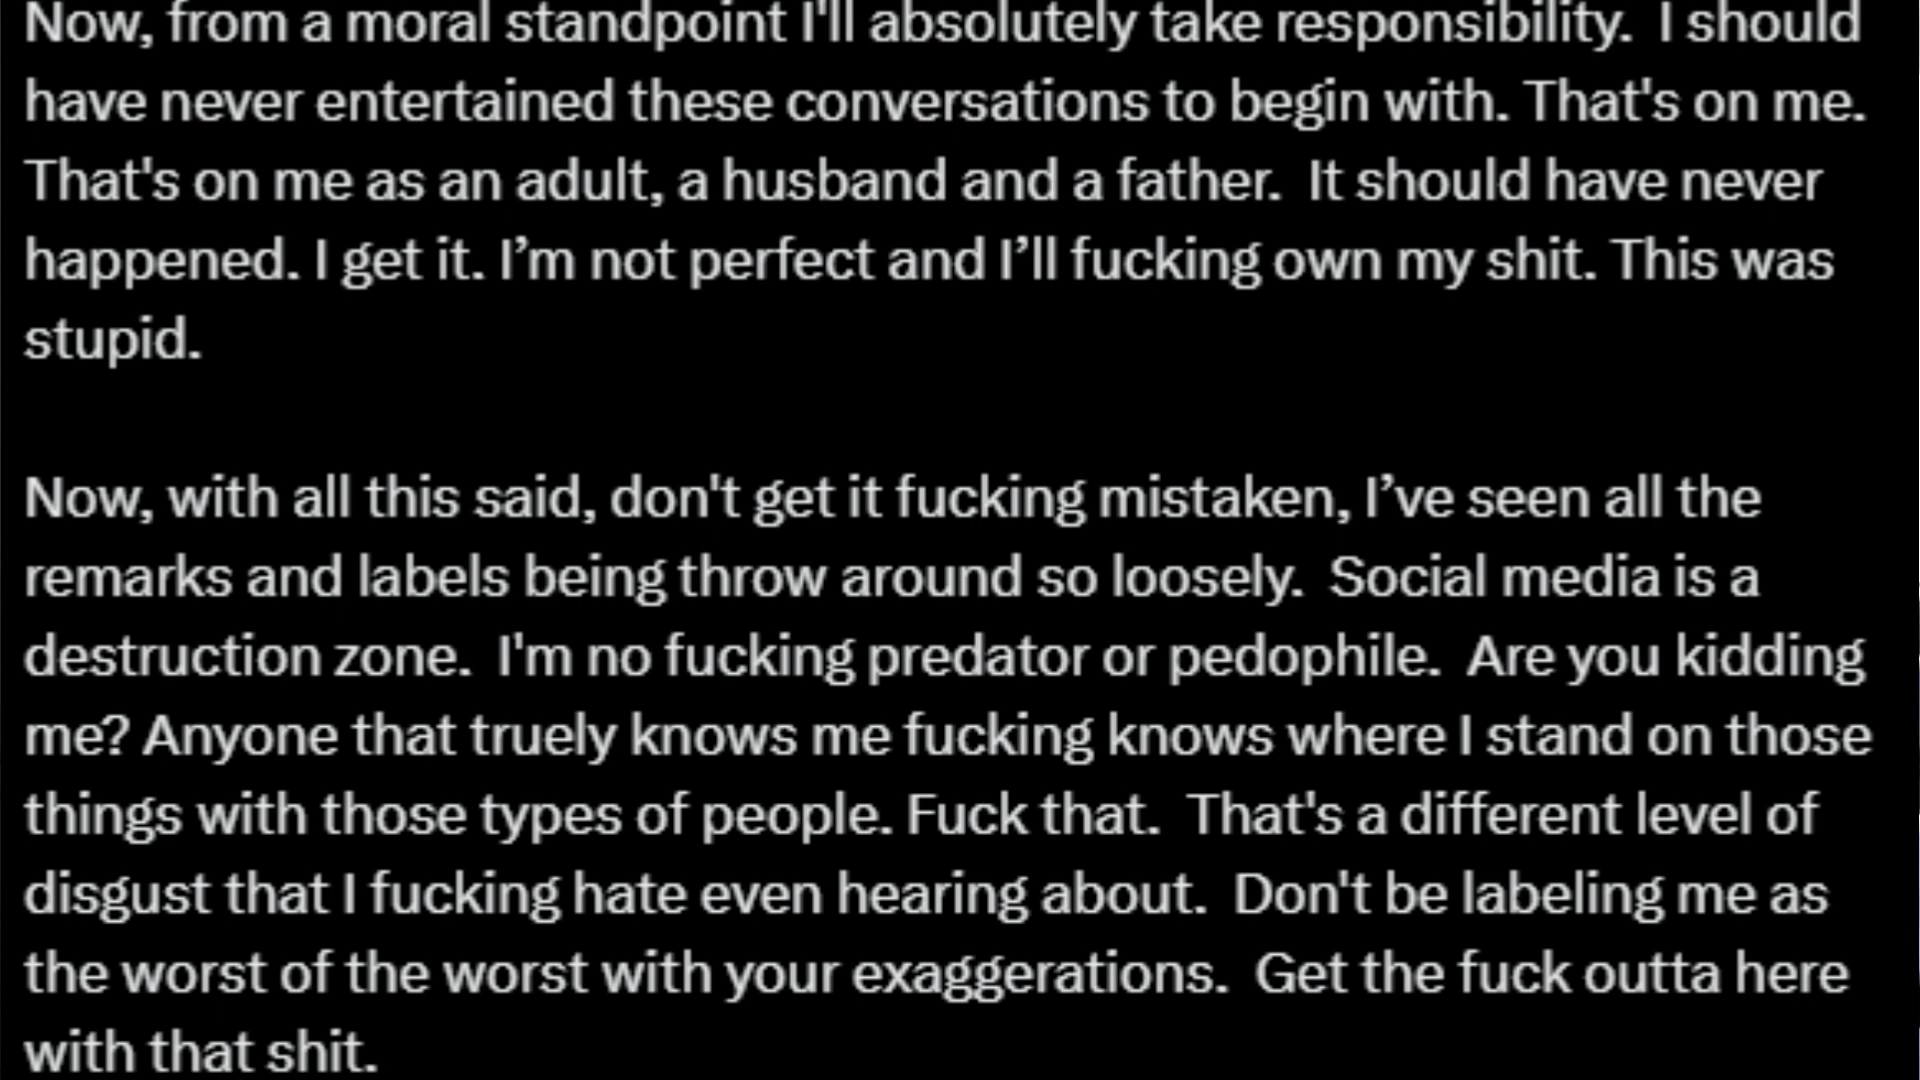 Now, from a moral standpoint I'll absolutely take responsibility.  I should
have never entertained these conversations to begin with. That's on me.
That's on me as an adult, a husband and a father.  It should have never
happened. I get it. I’m not perfect and I’ll fucking own my shit. This was
stupid.
Now, with all this said, don't get it fucking mistaken, I’ve seen all the
remarks and labels being throw around so loosely.  Social media is a
destruction zone.  I'm no fucking predator or pedophile.  Are you kidding
me? Anyone that truely knows me fucking knows where I stand on those
things with those types of people. Fuck that.  That's a different level of
disgust that I fucking hate even hearing about.  Don't be labeling me as
the worst of the worst with your exaggerations.  Get the fuck outta here
with that shit.